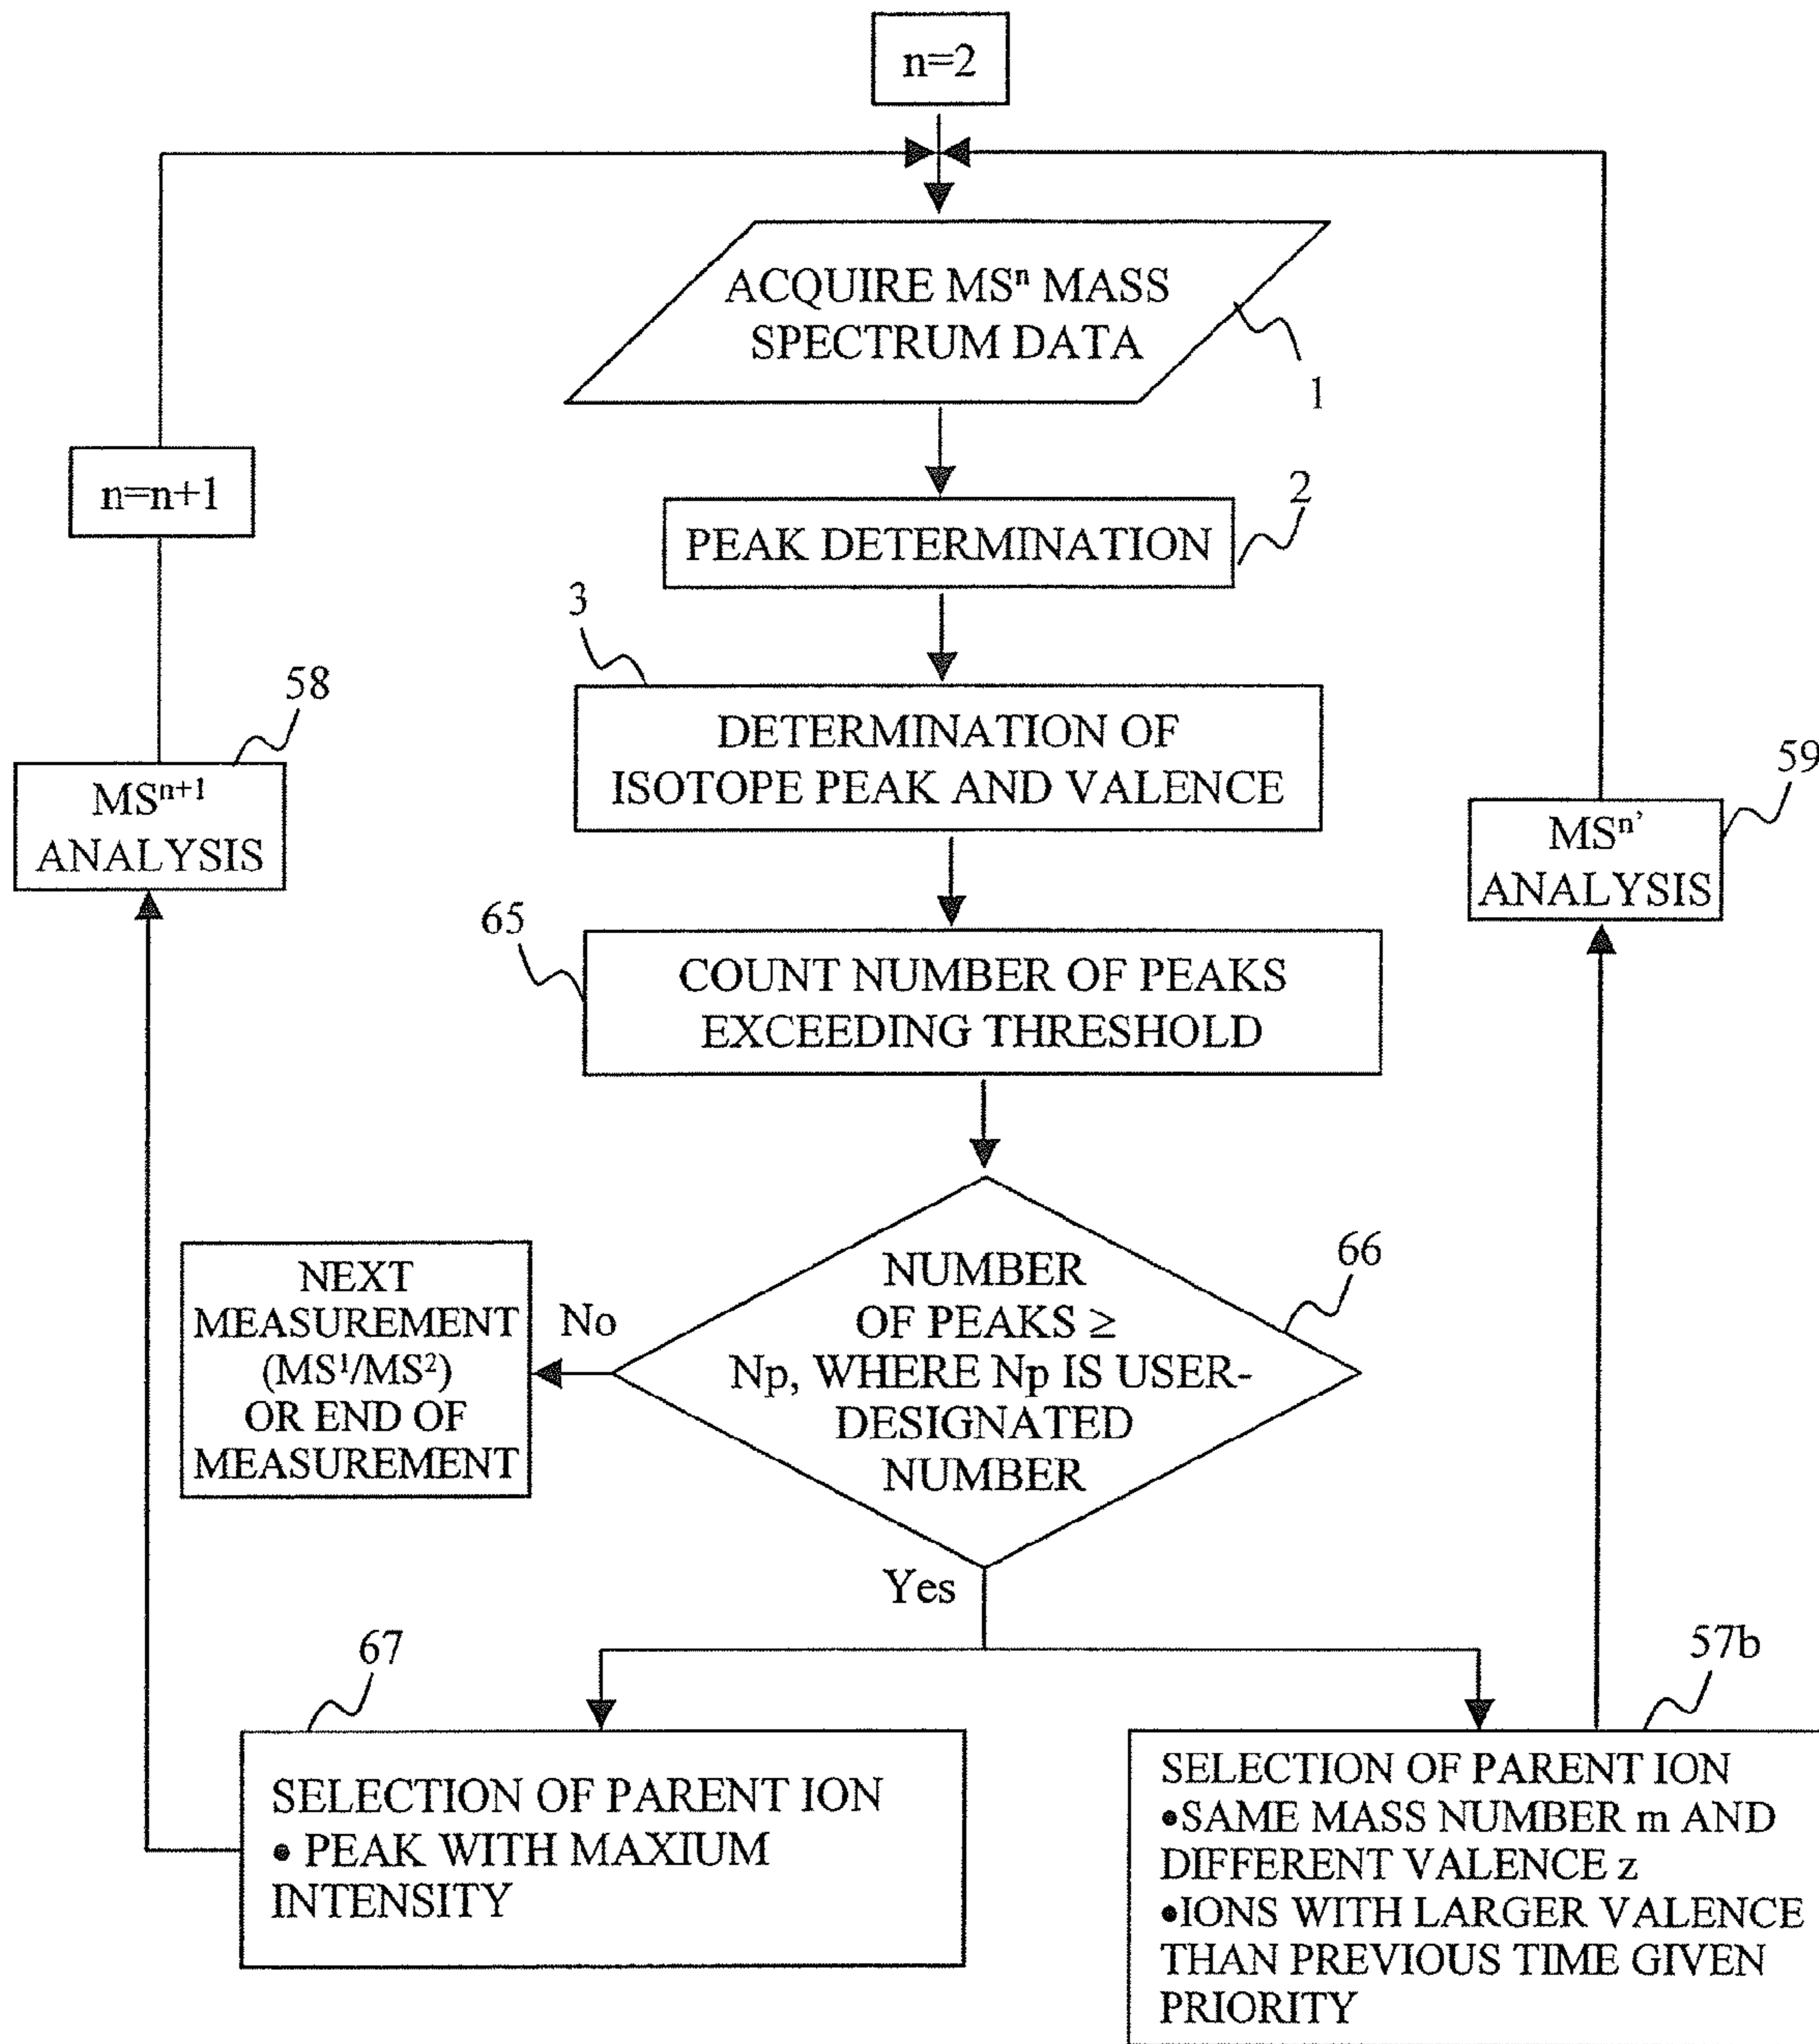 n=2
ACQUIRE MSⁿ MASS
SPECTRUM DATA
1
n=n+1
PEAK DETERMINATION
2
3
DETERMINATION OF
ISOTOPE PEAK AND VALENCE
58
MSⁿ⁺¹
ANALYSIS
59
MSⁿ’
ANALYSIS
65
COUNT NUMBER OF PEAKS
EXCEEDING THRESHOLD
66
NUMBER
OF PEAKS ≥
Np, WHERE Np IS USER-
DESIGNATED
NUMBER
No
NEXT
MEASUREMENT
(MS¹/MS²)
OR END OF
MEASUREMENT
Yes
67
SELECTION OF PARENT ION
• PEAK WITH MAXIUM
INTENSITY
57b
SELECTION OF PARENT ION
•SAME MASS NUMBER m AND
DIFFERENT VALENCE z
•IONS WITH LARGER VALENCE
THAN PREVIOUS TIME GIVEN
PRIORITY